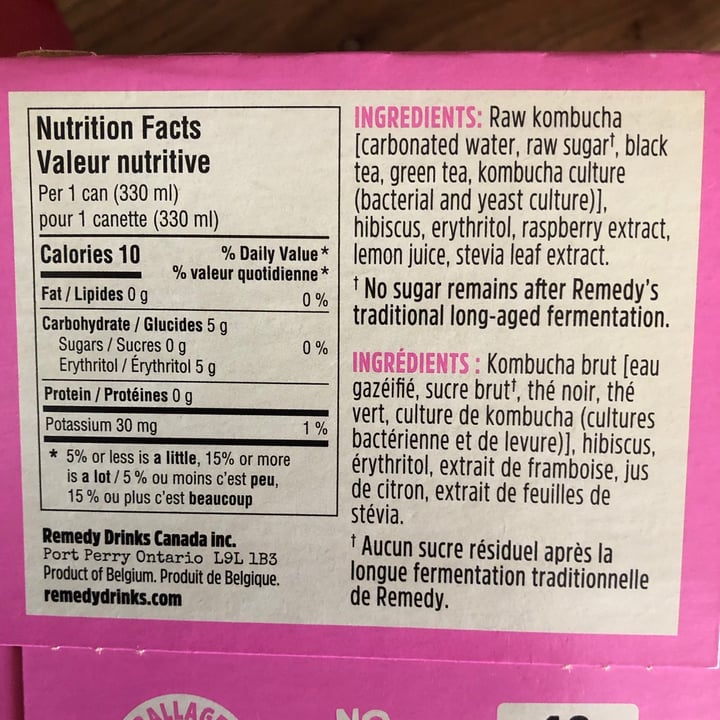 Nutrition Facts
Valeur nutritive
Per 1 can (330 ml)
pour 1 canette (330 ml)
Calories 10
% Daily Value*
% valeur quotidienne*
Fat / Lipides 0 g 0 %
Carbohydrate / Glucides 5 g
Sugars / Sucres 0 g 0 %
Erythritol / Érythritol 5 g
Protein / Protéines 0 g
Potassium 30 mg 1 %
* 5% or less is a little, 15% or more
is a lot / 5 % ou moins c'est peu,
15 % ou plus c'est beaucoup
Remedy Drinks Canada inc.
Port Perry Ontario L9L 1B3
Product of Belgium. Produit de Belgique.
remedydrinks.com
INGREDIENTS: Raw kombucha
[carbonated water, raw sugar†, black
tea, green tea, kombucha culture
(bacterial and yeast culture)],
hibiscus, erythritol, raspberry extract,
lemon juice, stevia leaf extract.
† No sugar remains after Remedy's
traditional long-aged fermentation.
INGRÉDIENTS : Kombucha brut [eau
gazéifié, sucre brut†, thé noir, thé
vert, culture de kombucha (cultures
bactérienne et de levure)], hibiscus,
érythritol, extrait de framboise, jus
de citron, extrait de feuilles de
stévia.
† Aucun sucre résiduel après la
longue fermentation traditionnelle
de Remedy.
NO